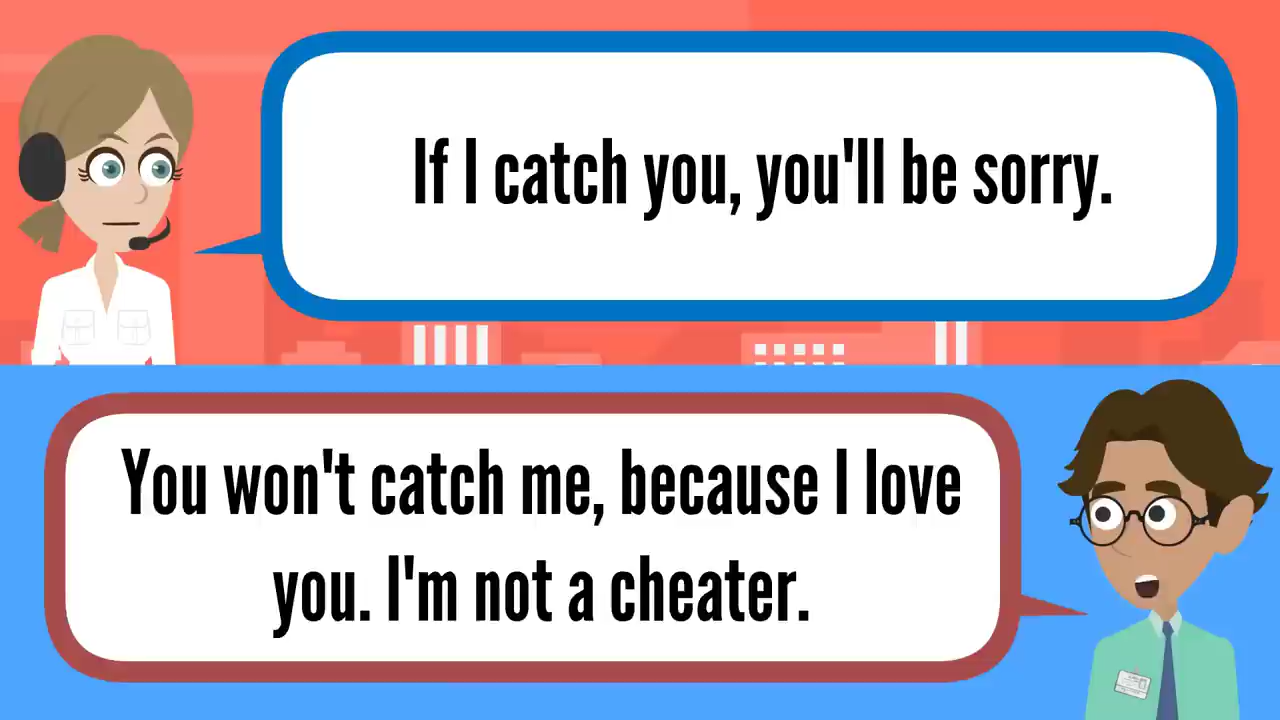 If I catch you, you'll be sorry.
You won't catch me, because I love
you. I'm not a cheater.